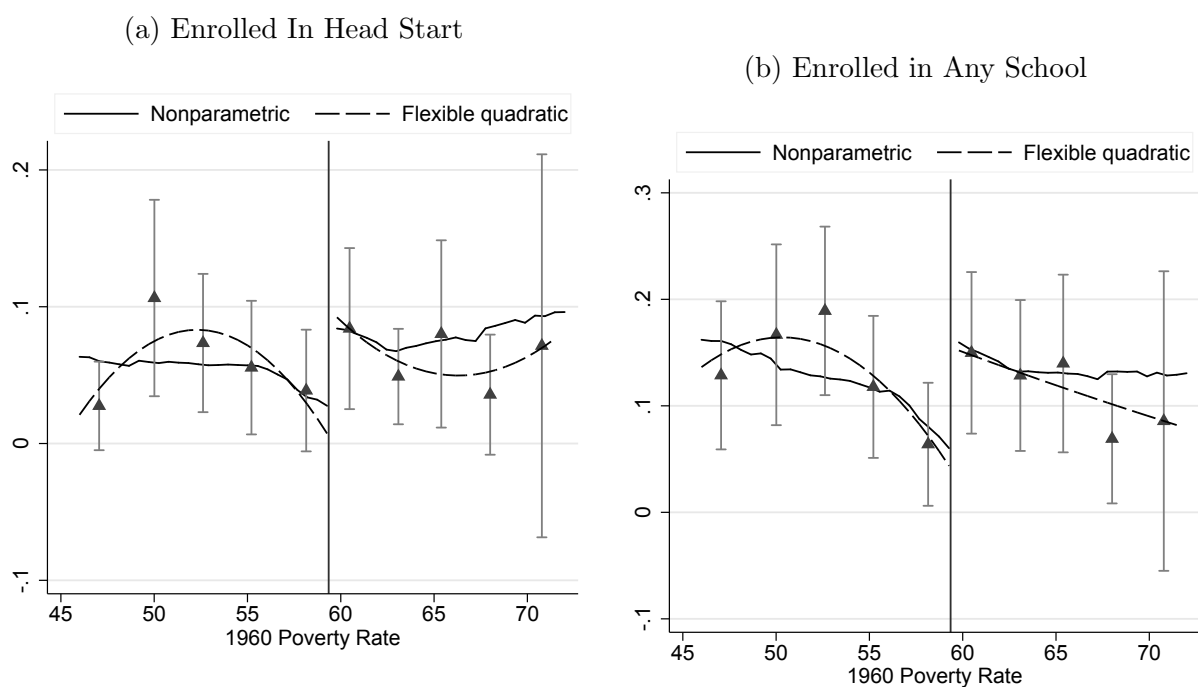 (a) Enrolled In Head Start
Nonparametric Flexible quadratic
.2
.1
0
-.1
45 50 55 60 65 70
1960 Poverty Rate
(b) Enrolled in Any School
Nonparametric Flexible quadratic
.3
.2
.1
0
-.1
45 50 55 60 65 70
1960 Poverty Rate